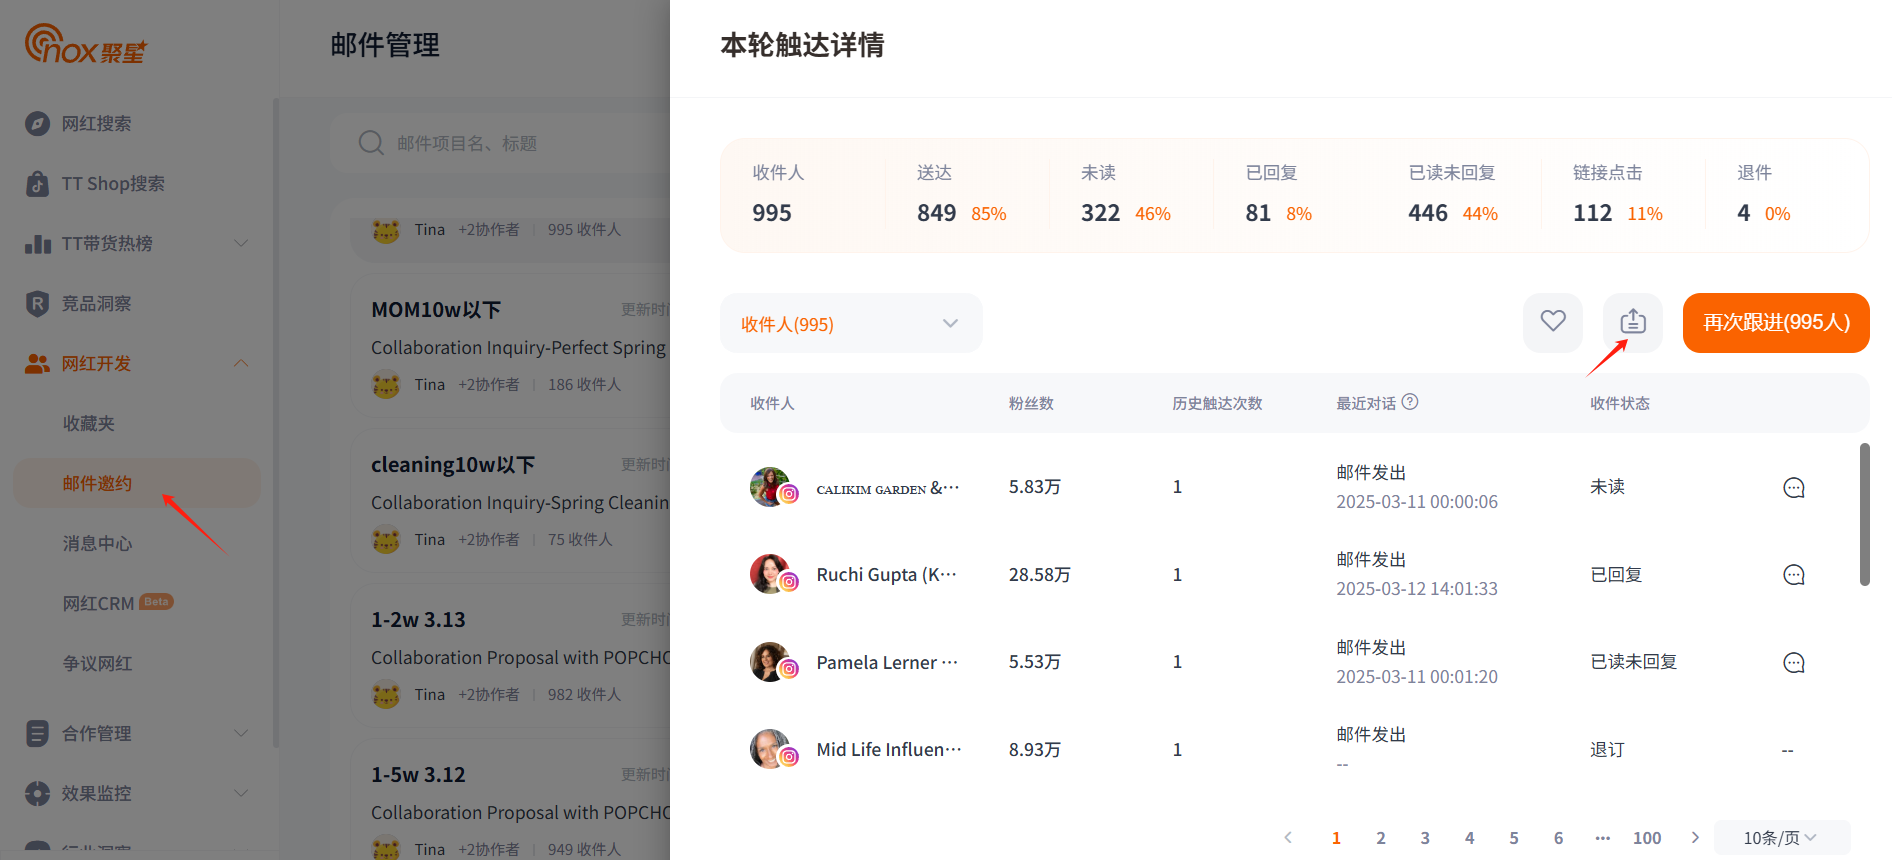 nox聚星
网红搜索
TT Shop搜索
TT带货热榜
竞品洞察
网红开发
收藏夹
邮件邀约
消息中心
网红CRM Beta
争议网红
合作管理
效果监控
行业洞察
邮件管理
邮件项目名、标题
Tina +2协作者 995 收件人
MOM10w以下 更新时间
Collaboration Inquiry-Perfect Spring
Tina +2协作者 186 收件人
cleaning10w以下 更新时间
Collaboration Inquiry-Spring Cleanin
Tina +2协作者 75 收件人
1-2w 3.13 更新时间
Collaboration Proposal with POPCHO
Tina +2协作者 982 收件人
1-5w 3.12 更新时间
Collaboration Proposal with POPCHO
Tina +2协作者 949 收件人
本轮触达详情
收件人 送达 未读 已回复 已读未回复 链接点击 退件
995 849 85% 322 46% 81 8% 446 44% 112 11% 4 0%
收件人(995)
再次跟进(995人)
收件人 粉丝数 历史触达次数 最近对话 ? 收件状态
ᴄᴀʟɪᴋɪᴍ ɢᴀʀᴅᴇɴ &··· 5.83万 1 邮件发出 未读
2025-03-11 00:00:06
Ruchi Gupta (K··· 28.58万 1 邮件发出 已回复
2025-03-12 14:01:33
Pamela Lerner ··· 5.53万 1 邮件发出 已读未回复
2025-03-11 00:01:20
Mid Life Influen··· 8.93万 1 邮件发出 退订 --
--
1 2 3 4 5 6 ··· 100 10条/页